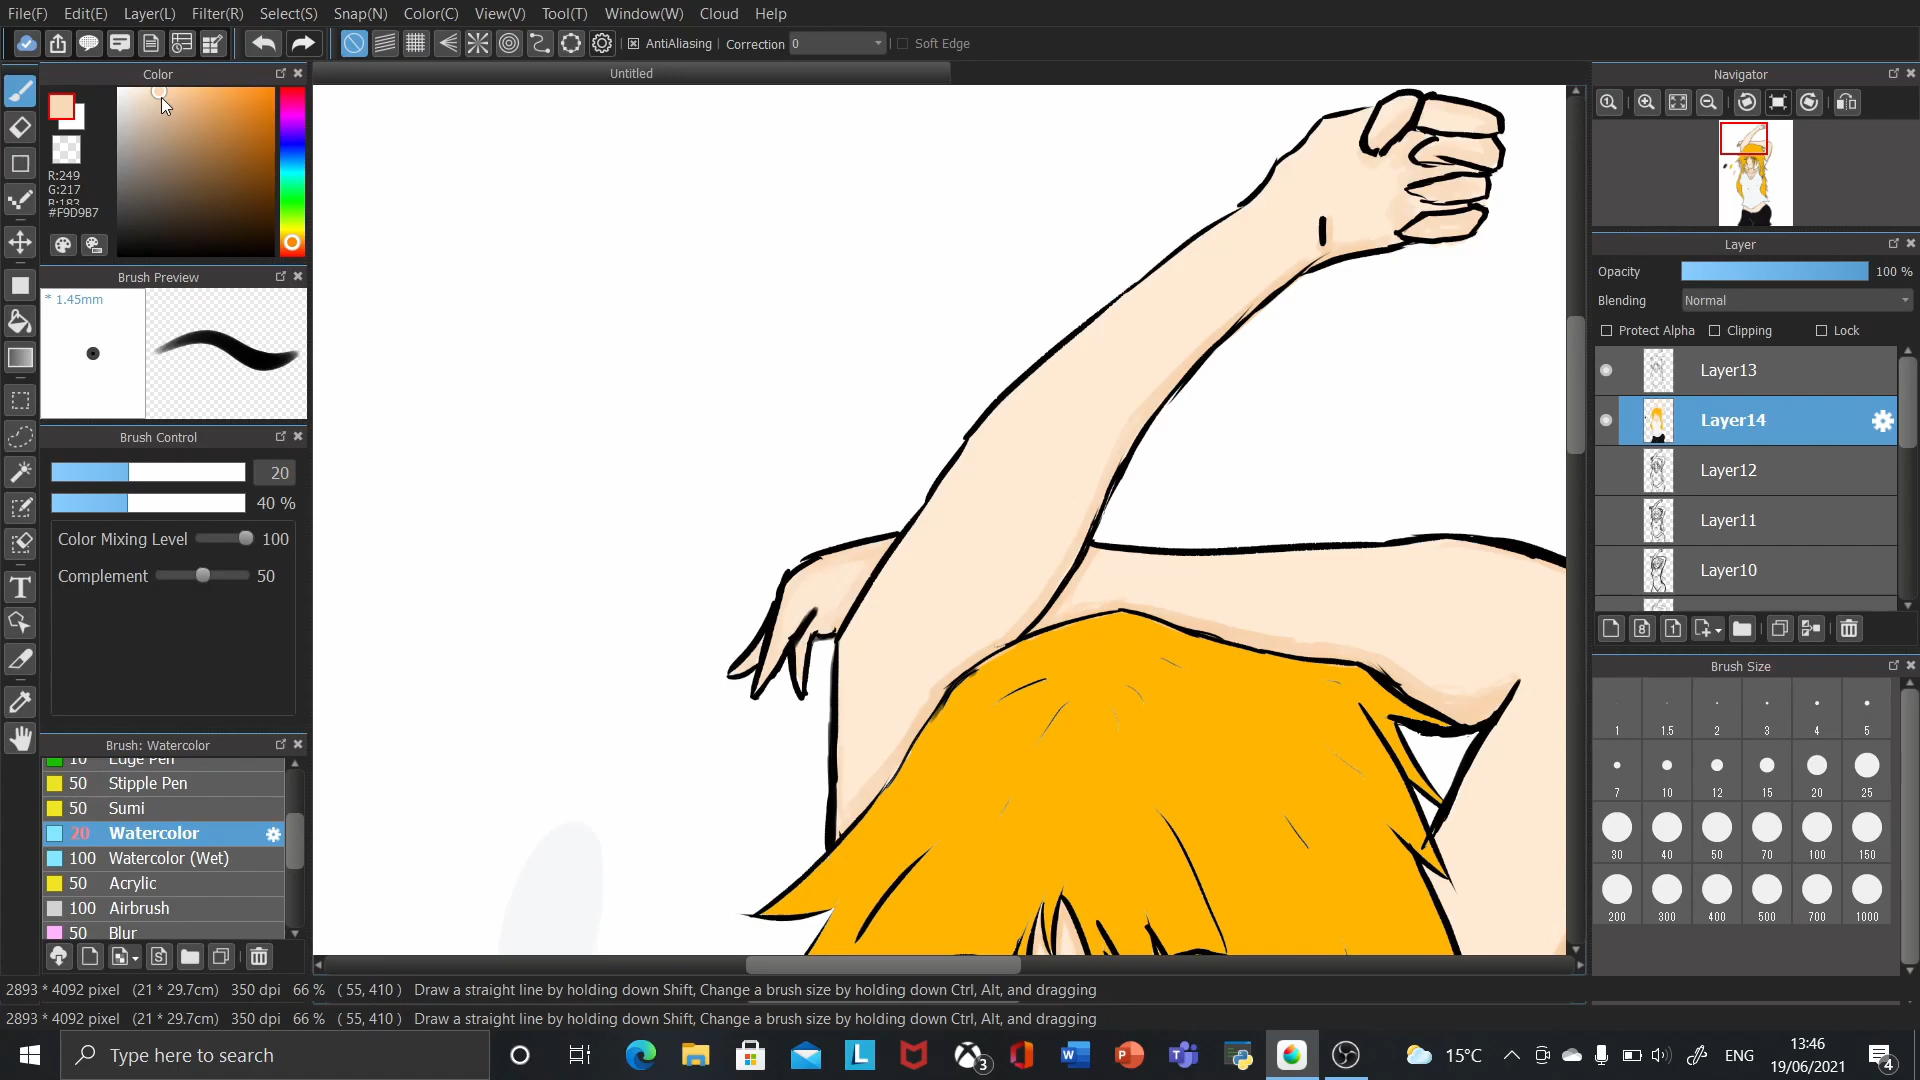 File(F) Edit(E) Layer(L) Filter(R) Select(S) Snap(N) Color(C) View(V) Tool(T) Window(W) Cloud Help
AntiAliasing Correction 0 Soft Edge
Color
R:249
G:217
B:183
#F9D9B7
Brush Preview
* 1.45mm
Brush Control
20
40 %
Color Mixing Level 100
Complement 50
Brush: Watercolor
10 Edge Pen
50 Stipple Pen
50 Sumi
20 Watercolor
100 Watercolor (Wet)
50 Acrylic
100 Airbrush
50 Blur
Untitled
Navigator
Layer
Opacity 100 %
Blending Normal
Protect Alpha Clipping Lock
Layer13
Layer14
Layer12
Layer11
Layer10
Brush Size
1 1.5 2 3 4 5
7 10 12 15 20 25
30 40 50 70 100 150
200 300 400 500 700 1000
2893 * 4092 pixel (21 * 29.7cm) 350 dpi 66 % ( 55, 410 ) Draw a straight line by holding down Shift, Change a brush size by holding down Ctrl, Alt, and dragging
2893 * 4092 pixel (21 * 29.7cm) 350 dpi 66 % ( 55, 410 ) Draw a straight line by holding down Shift, Change a brush size by holding down Ctrl, Alt, and dragging
Type here to search
3
15°C
ENG
13:46
19/06/2021
4